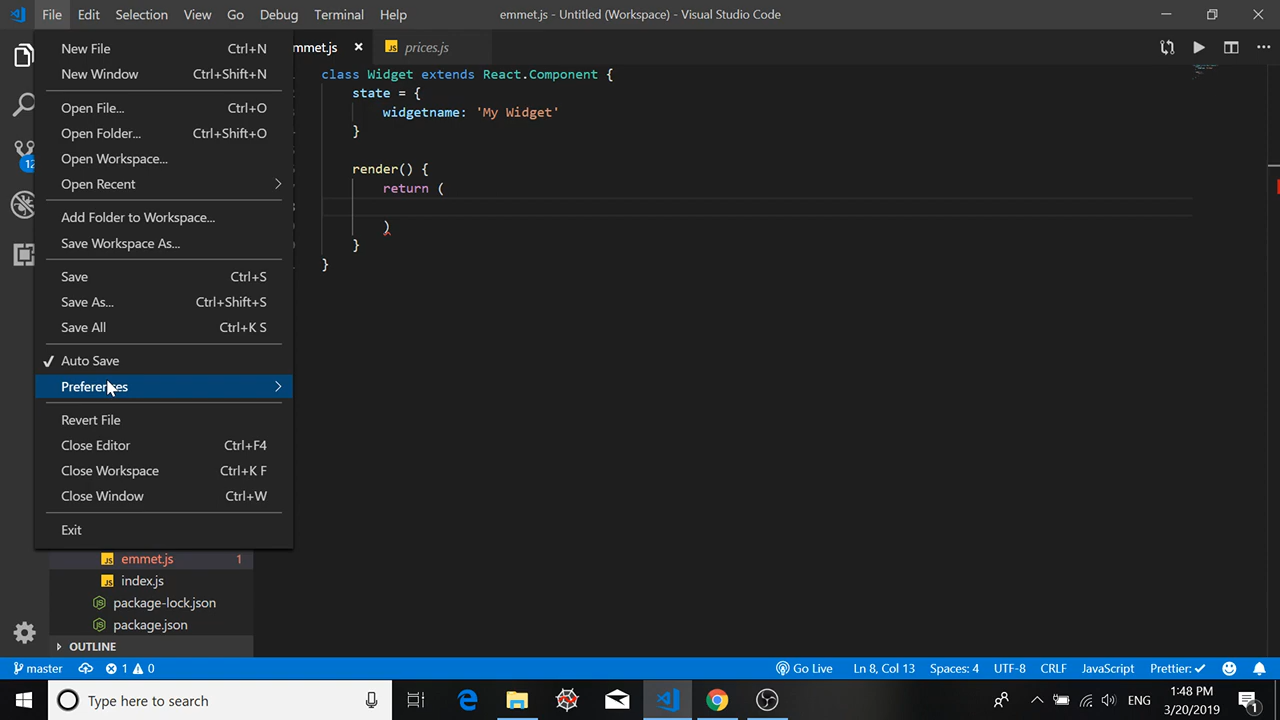 File Edit Selection View Go Debug Terminal Help emmet.js - Untitled (Workspace) - Visual Studio Code
New File Ctrl+N
New Window Ctrl+Shift+N
Open File... Ctrl+O
Open Folder... Ctrl+Shift+O
Open Workspace...
Open Recent
Add Folder to Workspace...
Save Workspace As...
Save Ctrl+S
Save As... Ctrl+Shift+S
Save All Ctrl+K S
Auto Save
Preferences
Revert File
Close Editor Ctrl+F4
Close Workspace Ctrl+K F
Close Window Ctrl+W
Exit
mmet.js JS prices.js
class Widget extends React.Component {
state = {
widgetname: 'My Widget'
}
render() {
return (
)
}
}
12
JS emmet.js 1
JS index.js
package-lock.json
package.json
OUTLINE
master 1 0 Go Live Ln 8, Col 13 Spaces: 4 UTF-8 CRLF JavaScript Prettier: ✓
Type here to search ENG 1:48 PM
3/20/2019 1